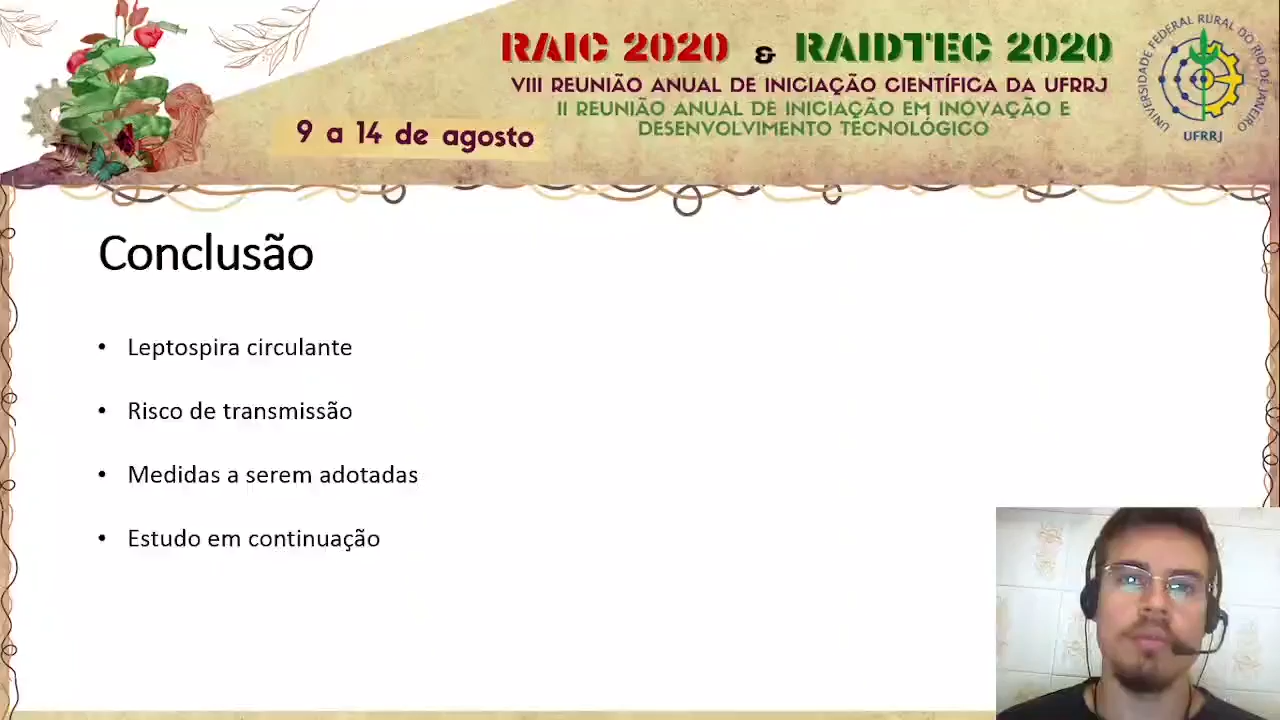 RAIC 2020 & RAIDTEC 2020
VIII REUNIÃO ANUAL DE INICIAÇÃO CIENTÍFICA DA UFRRJ
II REUNIÃO ANUAL DE INICIAÇÃO EM INOVAÇÃO E
DESENVOLVIMENTO TECNOLÓGICO
9 a 14 de agosto
UNIVERSIDADE FEDERAL RURAL DO RIO DE JANEIRO
UFRRJ
Conclusão
• Leptospira circulante
• Risco de transmissão
• Medidas a serem adotadas
• Estudo em continuação